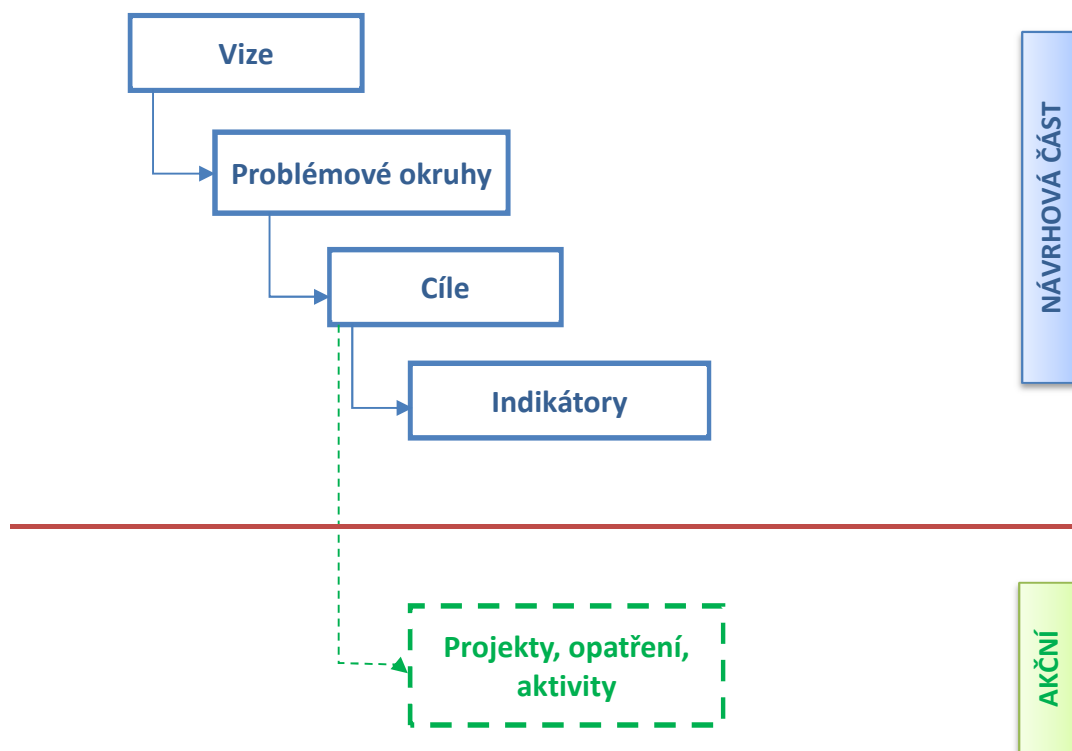 Vize
Problémové okruhy
Cíle
Indikátory
NÁVRHOVÁ ČÁST
Projekty, opatření,
aktivity
AKČNÍ